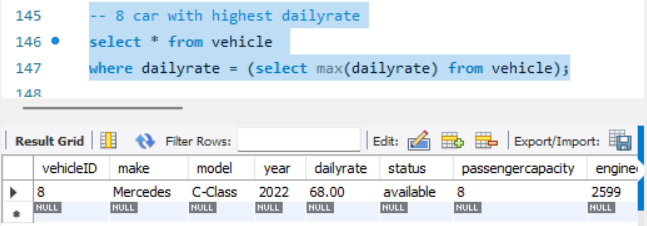 145 -- 8 car with highest dailyrate
146 select * from vehicle
147 where dailyrate = (select max(dailyrate) from vehicle);
148
Result Grid Filter Rows: Edit: Export/Import:
vehicleID make model year dailyrate status passengercapacity engine
8 Mercedes C-Class 2022 68.00 available 8 2599
NULL NULL NULL NULL NULL NULL NULL NULL